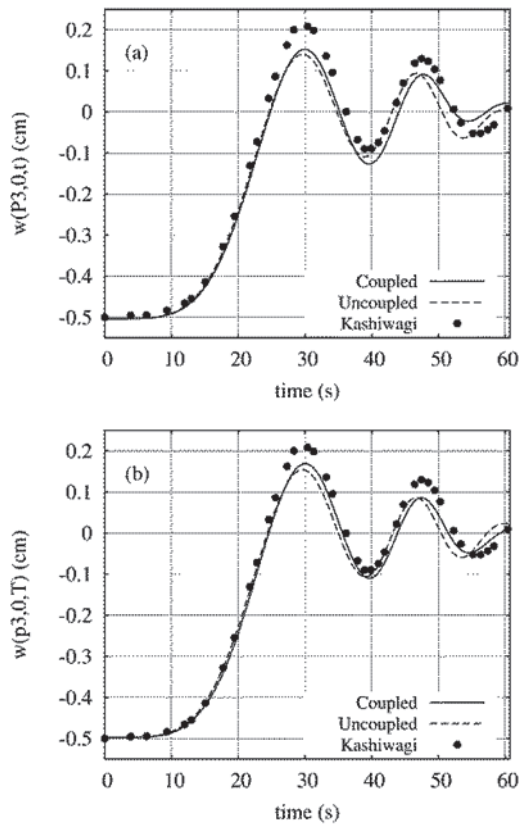 (a)
w(P3,0,t) (cm)
0.2
0.1
0
-0.1
-0.2
-0.3
-0.4
-0.5
Coupled
Uncoupled
Kashiwagi
0 10 20 30 40 50 60
time (s)
(b)
w(p3,0,T) (cm)
0.2
0.1
0
-0.1
-0.2
-0.3
-0.4
-0.5
Coupled
Uncoupled
Kashiwagi
0 10 20 30 40 50 60
time (s)